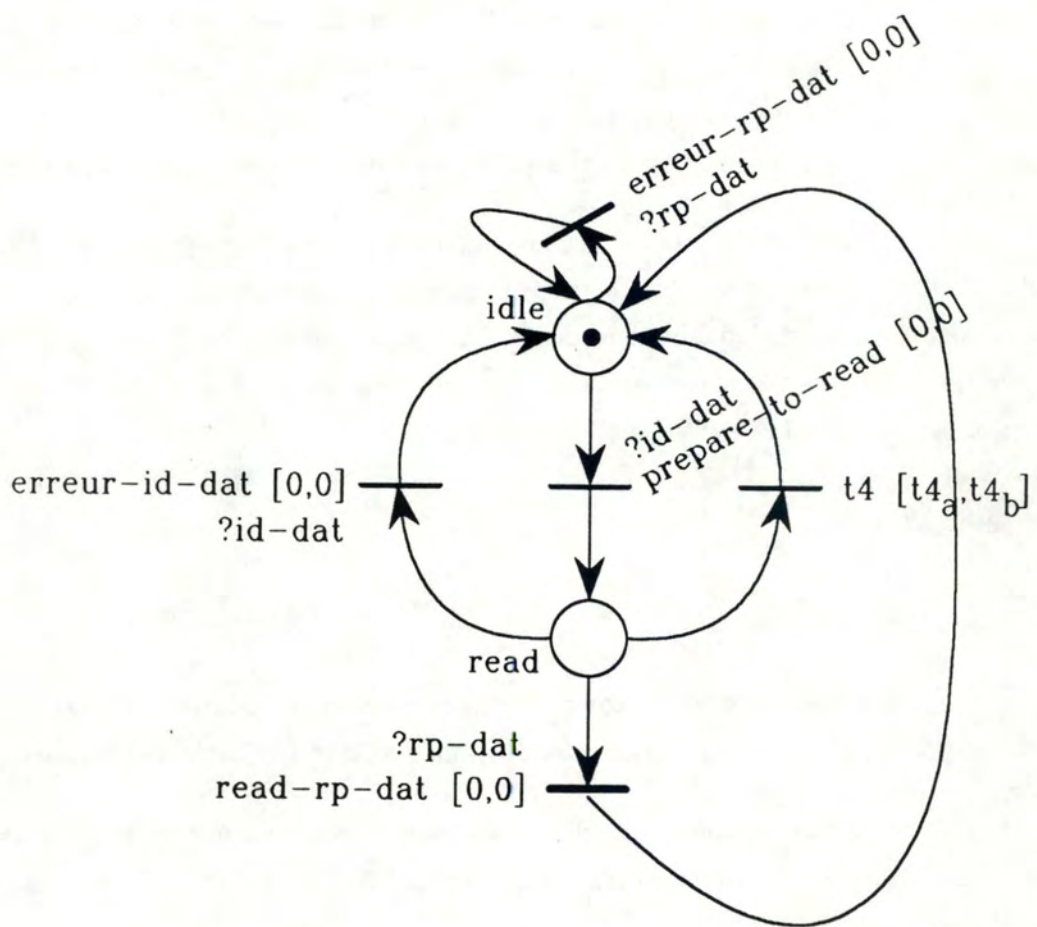 erreur-rp-dat [0,0]
?rp-dat
idle
?id-dat
prepare-to-read [0,0]
erreur-id-dat [0,0]
?id-dat
t4 [t4a,t4b]
read
?rp-dat
read-rp-dat [0,0]